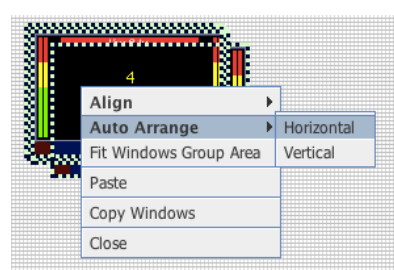 4
Align
Auto Arrange
Horizontal
Fit Windows Group Area
Vertical
Paste
Copy Windows
Close